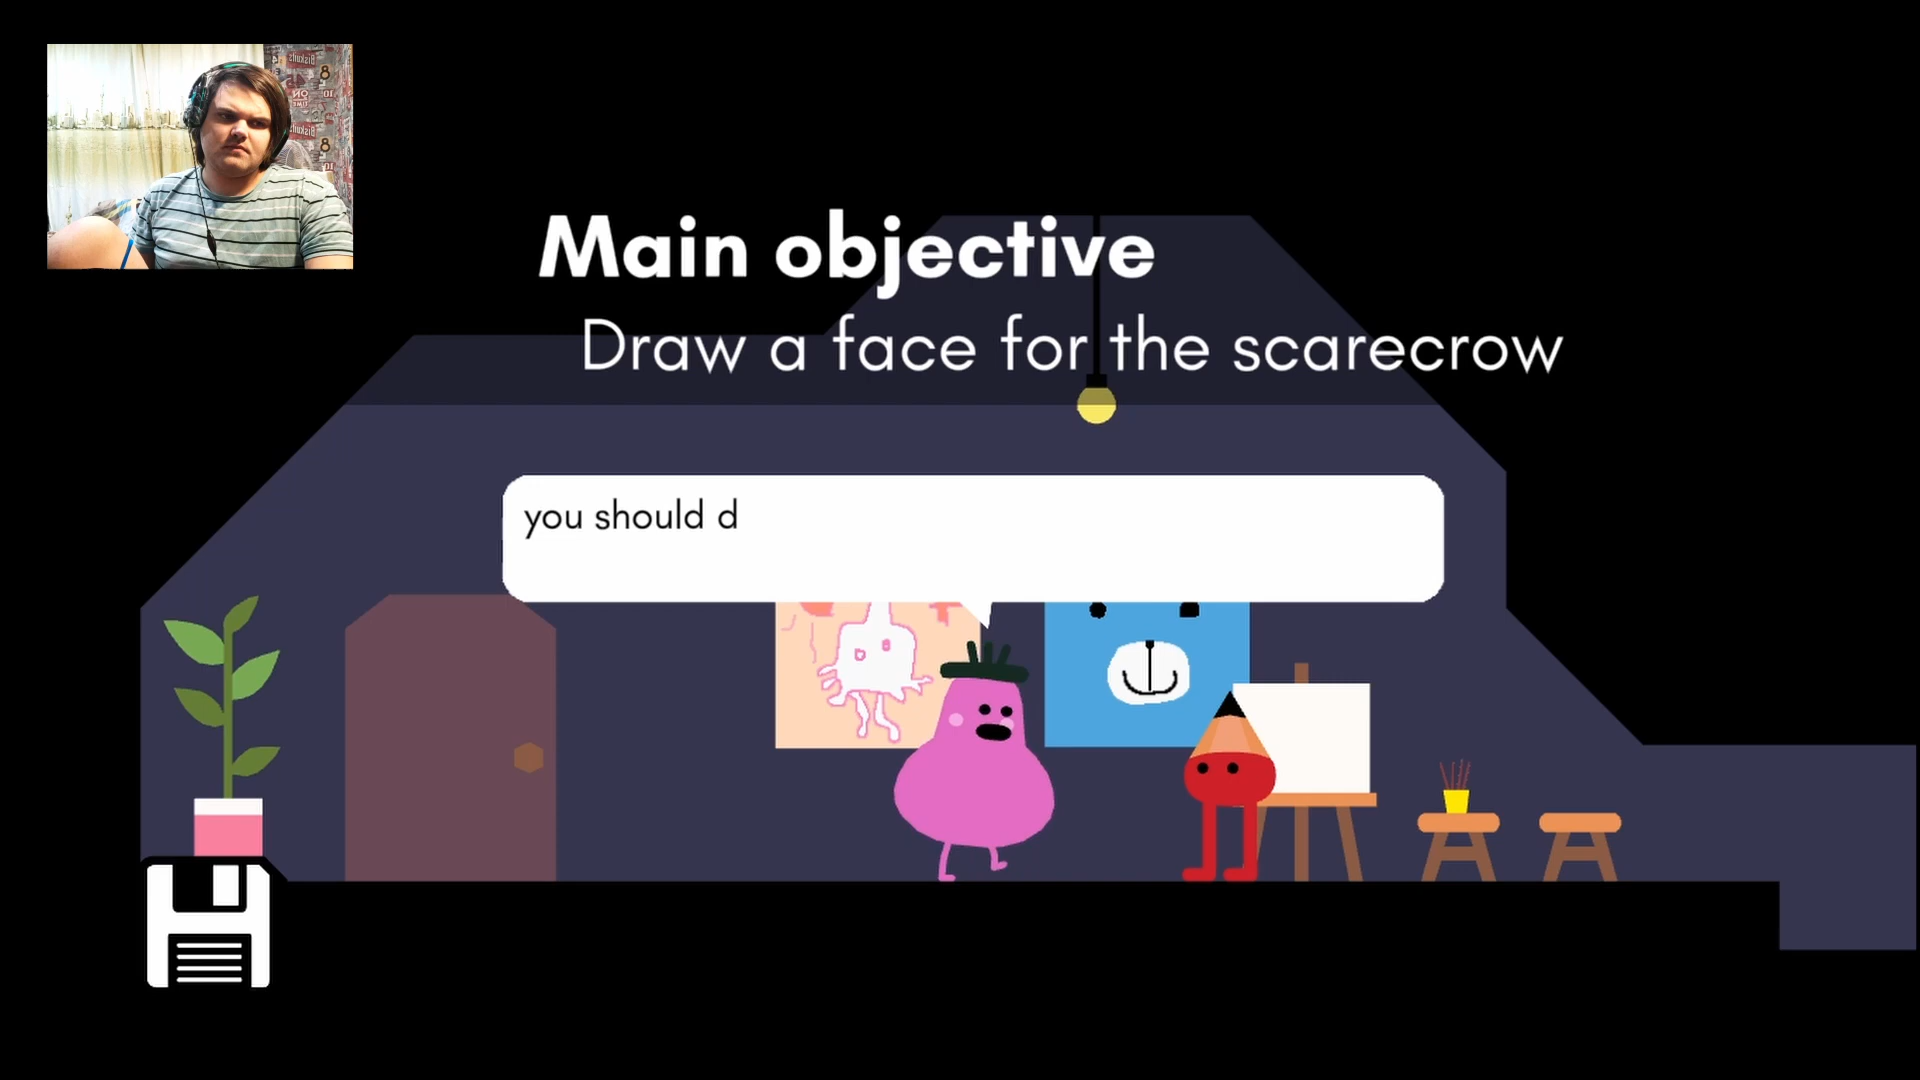 Main objective
Draw a face for the scarecrow
you should d